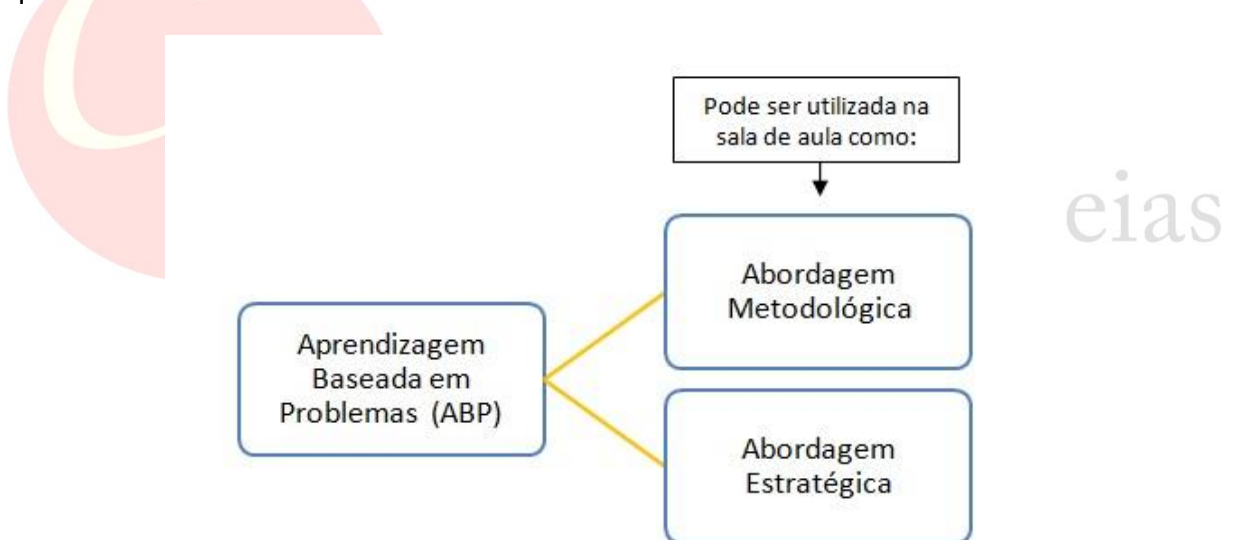 Pode ser utilizada na
sala de aula como:
eias
Abordagem
Metodológica
Aprendizagem
Baseada em
Problemas (ABP)
Abordagem
Estratégica